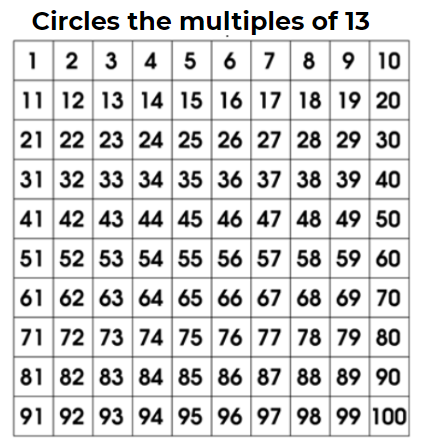 Circles the multiples of 13
1 2 3 4 5 6 7 8 9 10
11 12 13 14 15 16 17 18 19 20
21 22 23 24 25 26 27 28 29 30
31 32 33 34 35 36 37 38 39 40
41 42 43 44 45 46 47 48 49 50
51 52 53 54 55 56 57 58 59 60
61 62 63 64 65 66 67 68 69 70
71 72 73 74 75 76 77 78 79 80
81 82 83 84 85 86 87 88 89 90
91 92 93 94 95 96 97 98 99 100